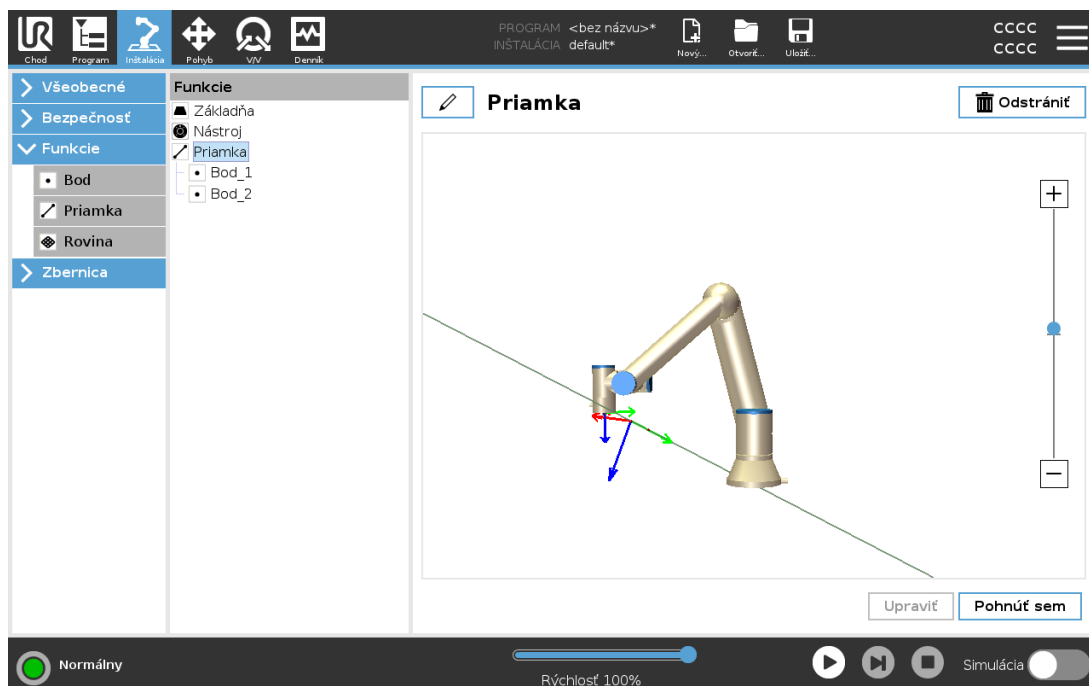 PROGRAM <bez názvu>*
INŠTALÁCIA default*
Chod
Program
Inštalácia
Pohyb
V/V
Denník
Nový...
Otvoriť...
Uložiť...
CCCC
CCCC
Všeobecné
Bezpečnosť
Funkcie
Bod
Priamka
Rovina
Zbernica
Funkcie
Základňa
Nástroj
Priamka
Bod_1
Bod_2
Priamka
Odstrániť
Upraviť
Pohnúť sem
Normálny
Rýchlosť 100%
Simulácia